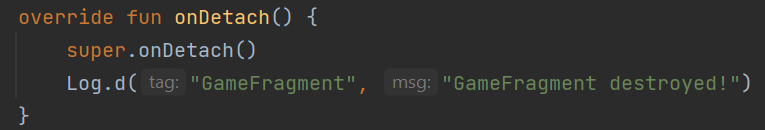 override fun onDetach() {
super.onDetach()
Log.d( tag: "GameFragment", msg: "GameFragment destroyed!")
}